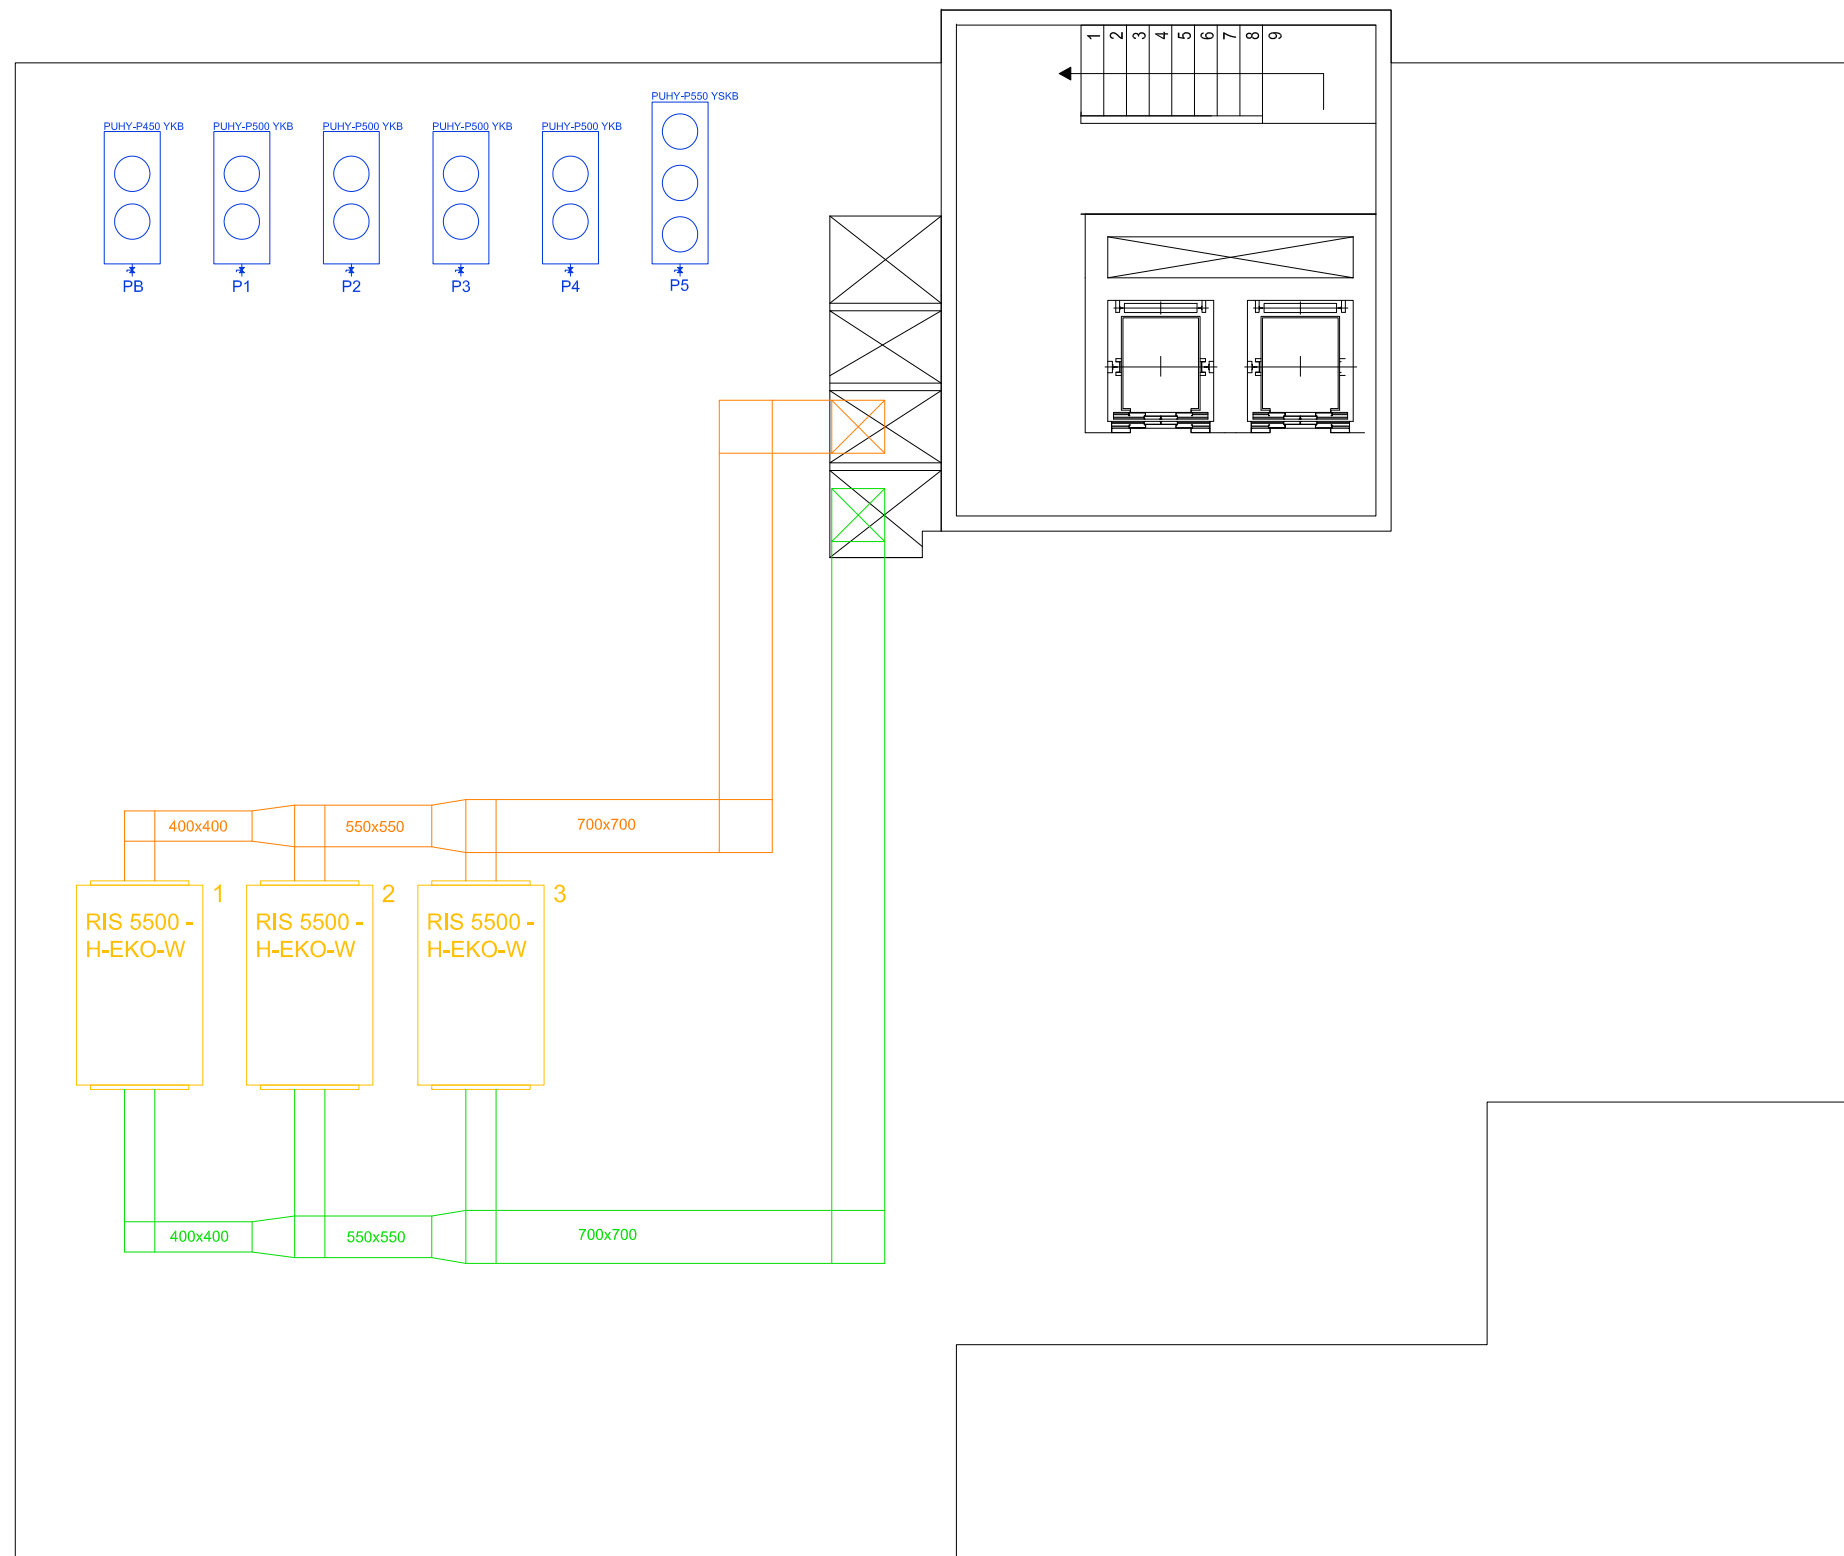 1
2
3
4
5
6
7
8
9
PUHY-P450 YKB
PUHY-P500 YKB
PUHY-P500 YKB
PUHY-P500 YKB
PUHY-P500 YKB
PUHY-P550 YSKB
PB
P1
P2
P3
P4
P5
400x400
550x550
700x700
1
RIS 5500 -
H-EKO-W
2
RIS 5500 -
H-EKO-W
3
RIS 5500 -
H-EKO-W
400x400
550x550
700x700